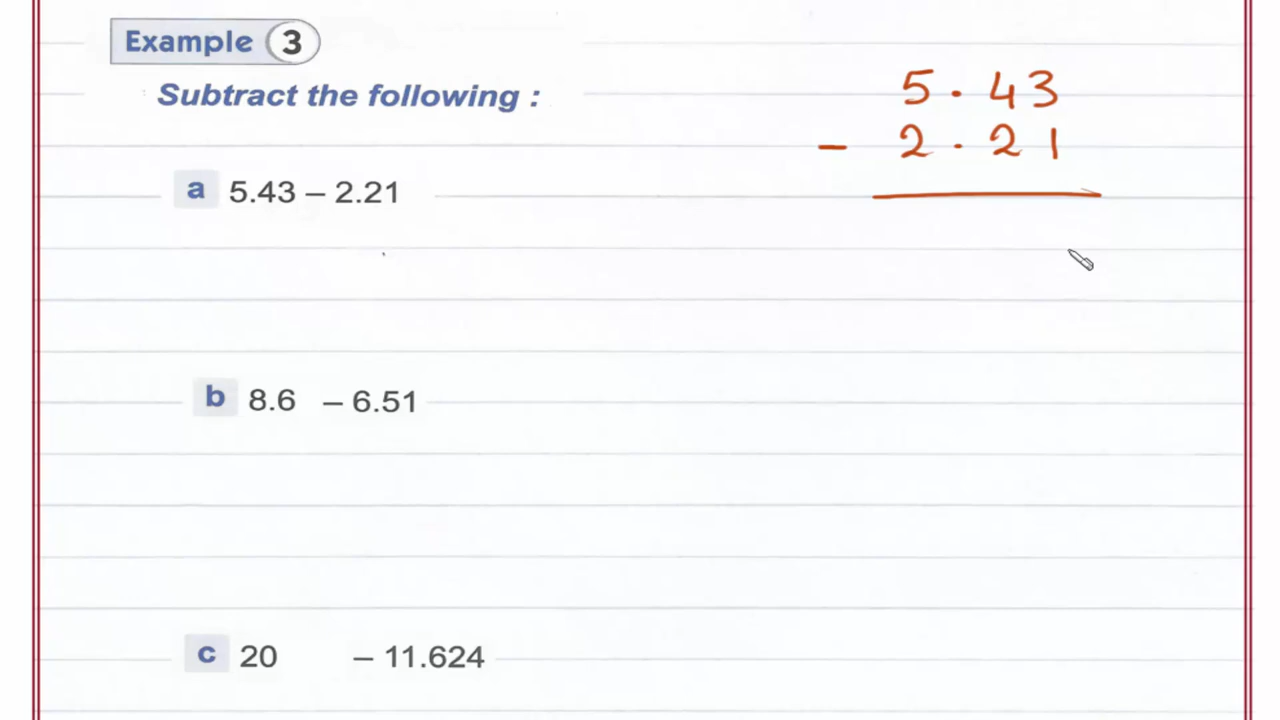 Example 3
Subtract the following :
5.43
- 2.21
a 5.43 – 2.21
b 8.6 – 6.51
c 20 – 11.624